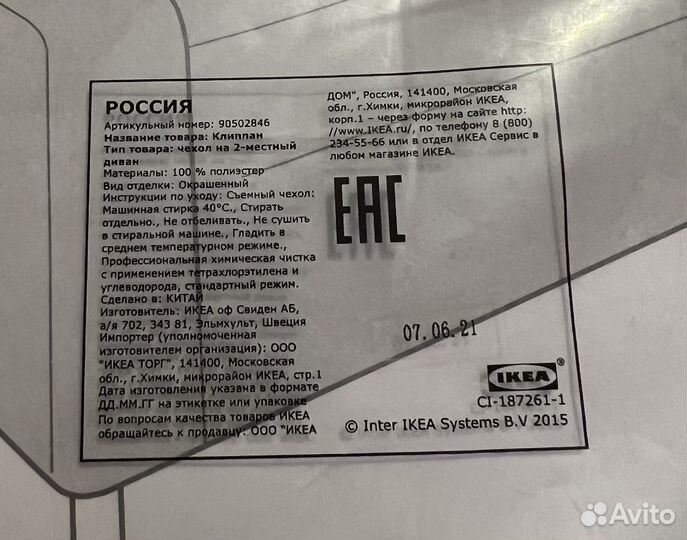 РОССИЯ
Артикульный номер: 90502846
Название товара: Клиппан
Тип товара: чехол на 2-местный
диван
Материалы: 100 % полиэстер
Вид отделки: Окрашенный
Инструкции по уходу: Съемный чехол:
Машинная стирка 40°C., Стирать
отдельно., Не отбеливать., Не сушить
в стиральной машине., Гладить в
среднем температурном режиме.,
Профессиональная химическая чистка
с применением тетрахлорэтилена и
углеводорода, стандартный режим.
Сделано в: КИТАЙ
Изготовитель: ИКЕА оф Свиден АБ,
а/я 702, 343 81, Эльмхульт, Швеция
Импортер (уполномоченная
изготовителем организация): ООО
"ИКЕА ТОРГ", 141400, Московская
обл., г.Химки, микрорайон ИКЕА, стр.1
Дата изготовления указана в формате
ДД.ММ.ГГ на этикетке или упаковке
По вопросам качества товаров ИКЕА
обращайтесь к продавцу: ООО "ИКЕА
ДОМ", Россия, 141400, Московская
обл., г.Химки, микрорайон ИКЕА,
корп.1 – через форму на сайте http:
//www.IKEA.ru/, по телефону 8 (800)
234-55-66 или в отдел ИКЕА Сервис в
любом магазине ИКЕА.
EAC
07.06.21
IKEA®
CI-187261-1
© Inter IKEA Systems B.V 2015
Avito